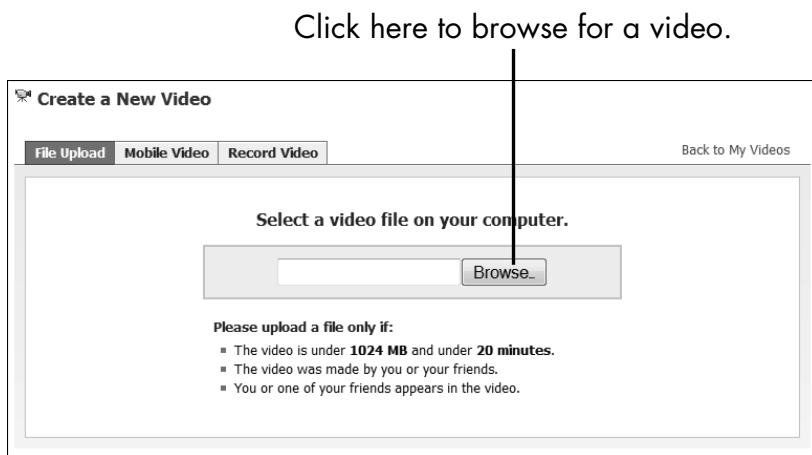 Click here to browse for a video.
Create a New Video
File Upload Mobile Video Record Video Back to My Videos
Select a video file on your computer.
Browse...
Please upload a file only if:
The video is under 1024 MB and under 20 minutes.
The video was made by you or your friends.
You or one of your friends appears in the video.